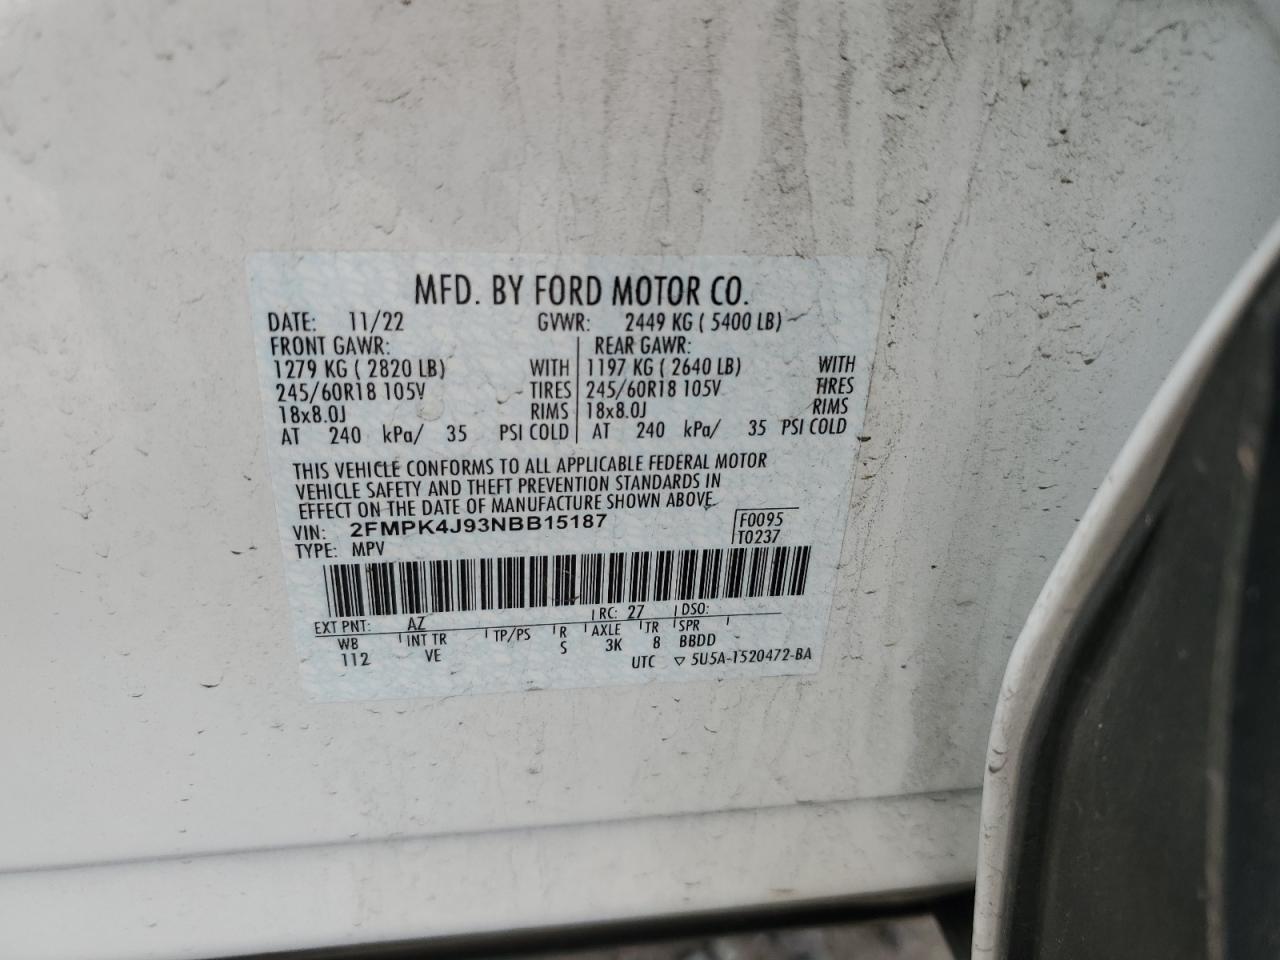 MFD. BY FORD MOTOR CO.
DATE: 11/22 GVWR: 2449 KG ( 5400 LB)
FRONT GAWR: REAR GAWR:
1279 KG ( 2820 LB) WITH 1197 KG ( 2640 LB) WITH
245/60R18 105V TIRES 245/60R18 105V TIRES
18x8.0J RIMS 18x8.0J RIMS
AT 240 kPa/ 35 PSI COLD AT 240 kPa/ 35 PSI COLD
THIS VEHICLE CONFORMS TO ALL APPLICABLE FEDERAL MOTOR
VEHICLE SAFETY AND THEFT PREVENTION STANDARDS IN
EFFECT ON THE DATE OF MANUFACTURE SHOWN ABOVE.
VIN: 2FMPK4J93NBB15187 F0095
TYPE: MPV T0237
EXT PNT: AZ RC: 27 DSO:
WB INT TR TP/PS R AXLE TR SPR
112 VE S 3K 8 BBDD
UTC ▽ 5U5A-1520472-BA